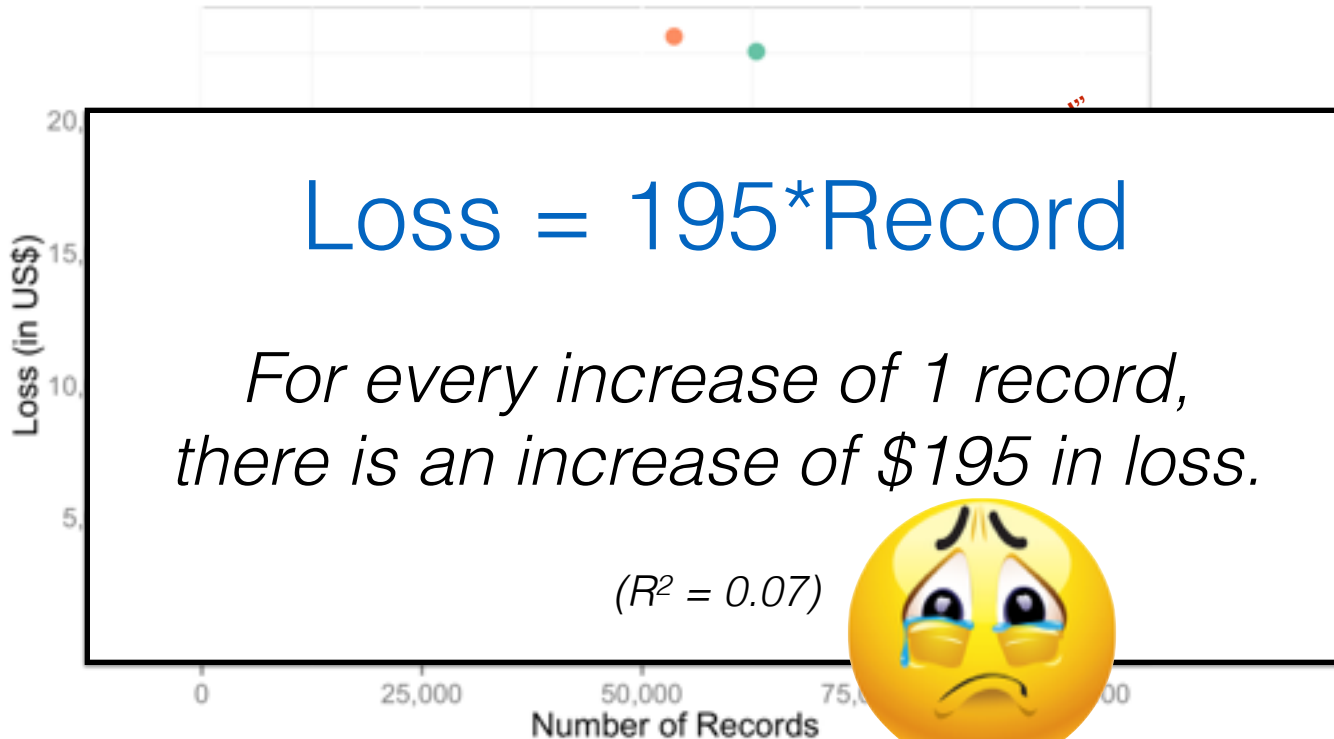 20,
Loss = 195*Record
15,
Loss (in US$)
For every increase of 1 record,
10,
there is an increase of $195 in loss.
5,
(R² = 0.07)
0 25,000 50,000 75, 00
Number of Records